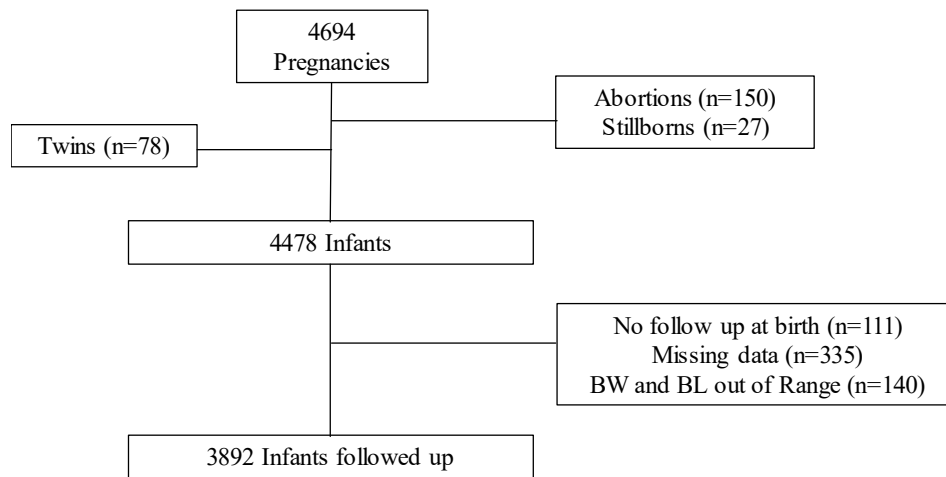 4694
Pregnancies
Abortions (n=150)
Stillborns (n=27)
Twins (n=78)
4478 Infants
No follow up at birth (n=111)
Missing data (n=335)
BW and BL out of Range (n=140)
3892 Infants followed up